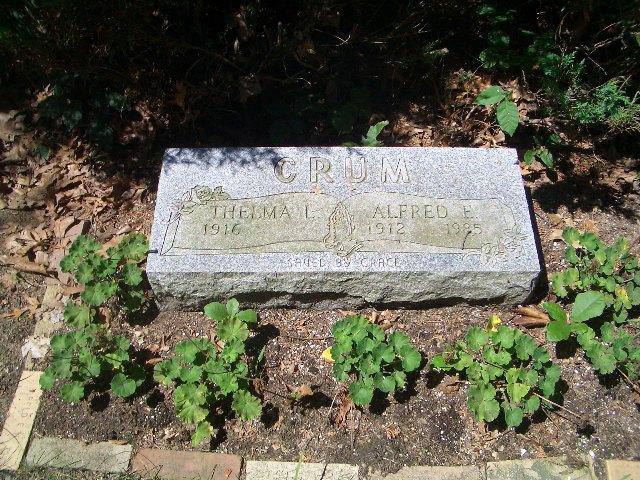 CRUM
THELMA L. ALFRED E.
1916 1912 1985
SAVED BY GRACE